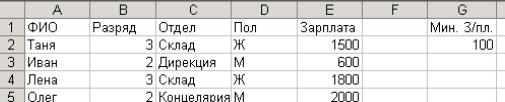 A B C D E F G
1 ФИО Разряд Отдел Пол Зарплата Мин. З/пл.
2 Таня 3 Склад Ж 1500 100
3 Иван 2 Дирекция М 600
4 Лена 3 Склад Ж 1800
5 Олег 2 Концелярия М 2000